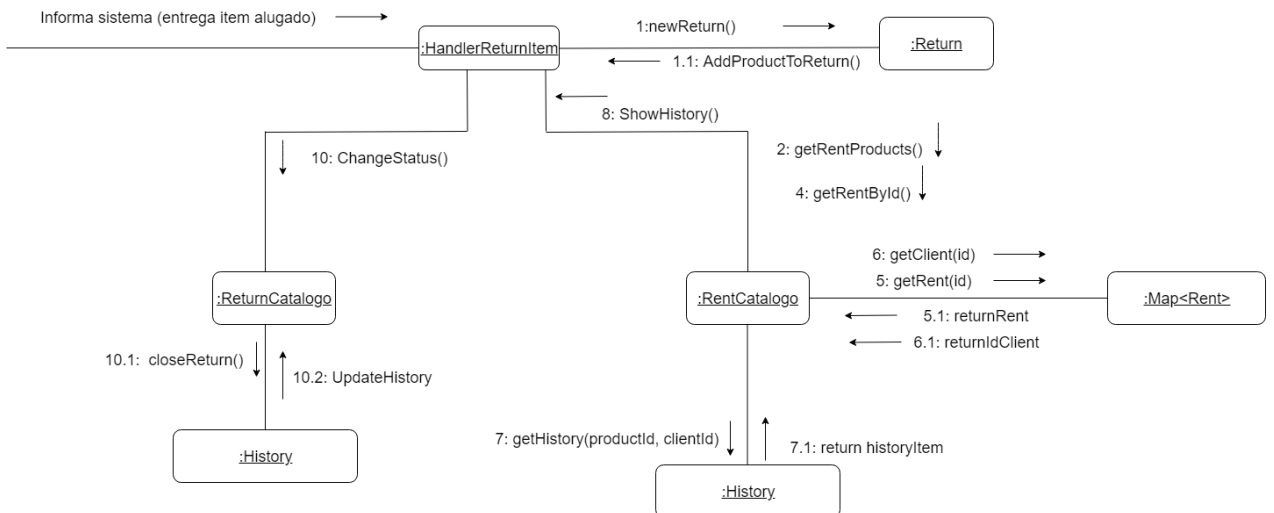 Informa sistema (entrega item alugado)
1:newReturn()
:HandlerReturnItem
:Return
1.1: AddProductToReturn()
8: ShowHistory()
10: ChangeStatus()
2: getRentProducts()
4: getRentById()
6: getClient(id)
5: getRent(id)
:ReturnCatalogo
:RentCatalogo
:Map<Rent>
5.1: returnRent
6.1: returnIdClient
10.1: closeReturn()
10.2: UpdateHistory
7: getHistory(productId, clientId)
7.1: return historyItem
:History
:History